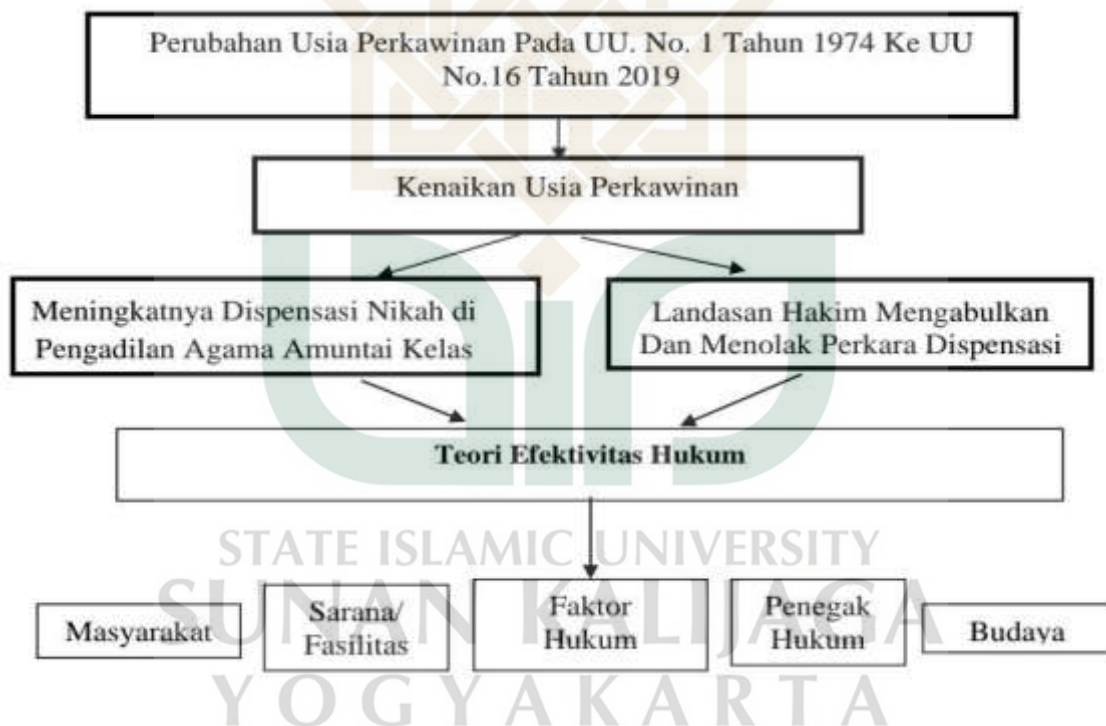 Perubahan Usia Perkawinan Pada UU. No. 1 Tahun 1974 Ke UU
No.16 Tahun 2019
Kenaikan Usia Perkawinan
Meningkatnya Dispensasi Nikah di
Pengadilan Agama Amuntai Kelas
Landasan Hakim Mengabulkan
Dan Menolak Perkara Dispensasi
Teori Efektivitas Hukum
STATE ISLAMIC UNIVERSITY
SUNAN KALIJAGA
YOGYAKARTA
Masyarakat
Sarana/
Fasilitas
Faktor
Hukum
Penegak
Hukum
Budaya